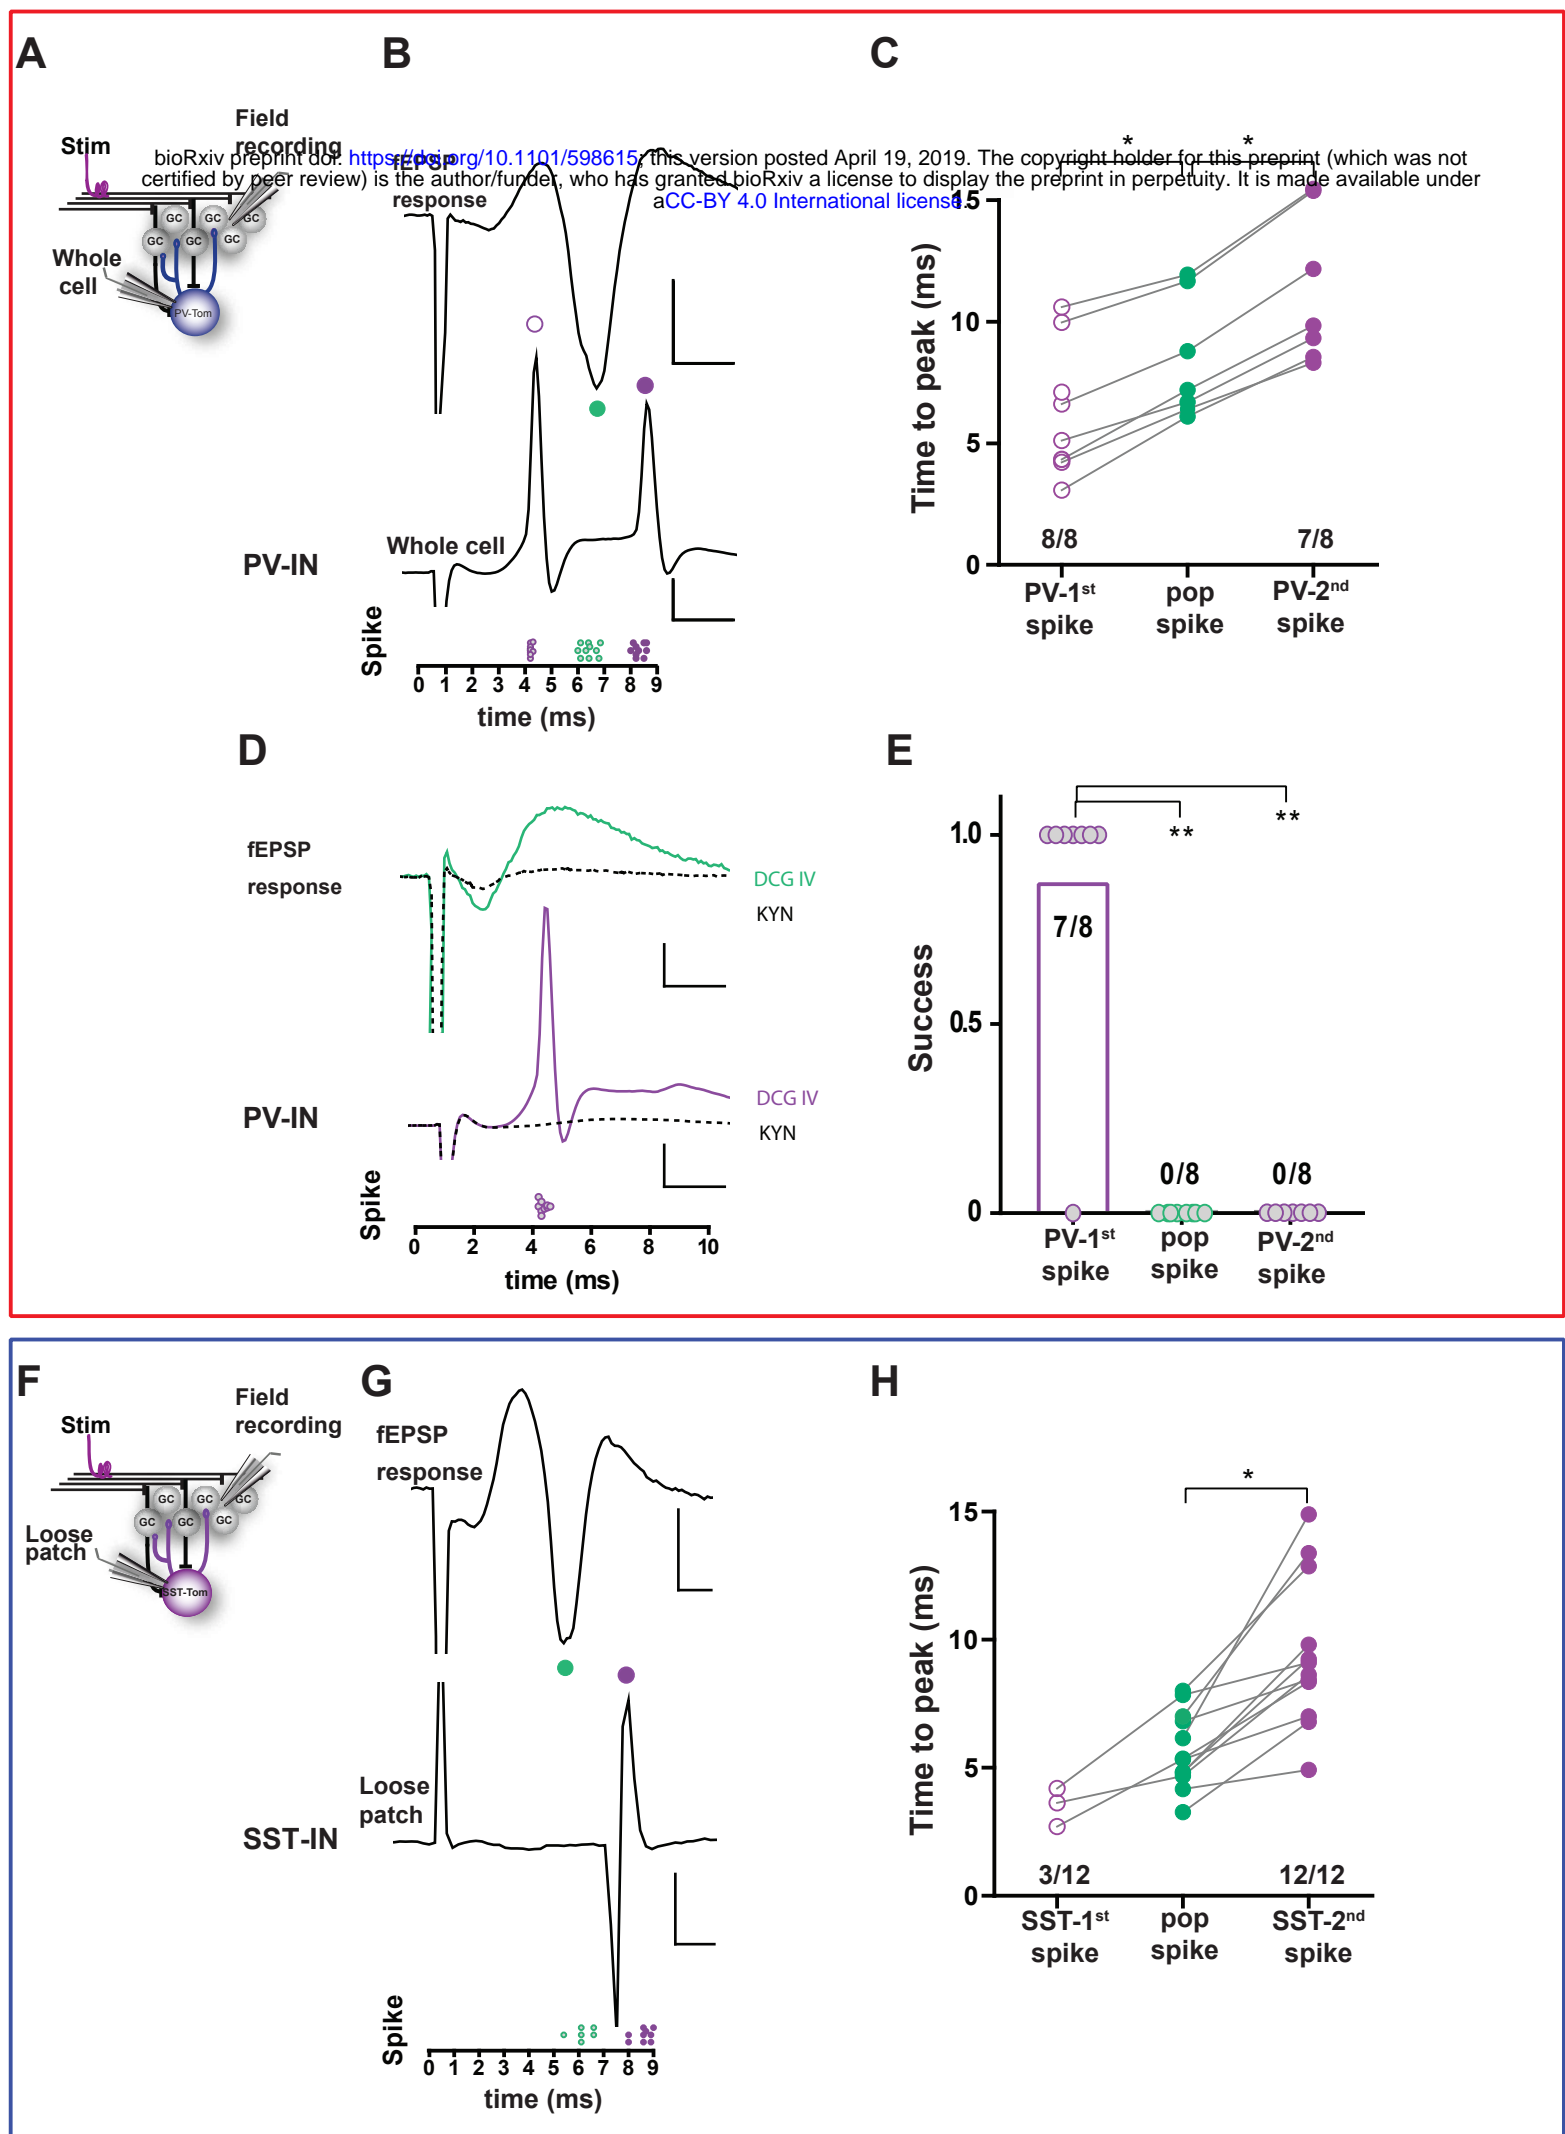 A
B
C
Stim
Field
recording
GC
GC
GC
GC
GC
GC
Whole
cell
PV-Tom
bioRxiv preprint doi: https://doi.org/10.1101/598615; this version posted April 19, 2019. The copyright holder for this preprint (which was not
certified by peer review) is the author/funder, who has granted bioRxiv a license to display the preprint in perpetuity. It is made available under
aCC-BY 4.0 International license.
fEPSP
response
Whole cell
PV-IN
Spike
0 1 2 3 4 5 6 7 8 9
time (ms)
* *
Time to peak (ms)
15
10
5
0
8/8 7/8
PV-1st spike
pop spike
PV-2nd spike
D
E
fEPSP
response
DCG IV
KYN
PV-IN
DCG IV
KYN
Spike
0 2 4 6 8 10
time (ms)
** **
Success
1.0
0.5
0
7/8 0/8 0/8
PV-1st spike
pop spike
PV-2nd spike
F
G
H
Stim
Field
recording
GC
GC
GC
GC
GC
GC
Loose
patch
SST-Tom
fEPSP
response
Loose
patch
SST-IN
Spike
0 1 2 3 4 5 6 7 8 9
time (ms)
*
Time to peak (ms)
15
10
5
0
3/12 12/12
SST-1st spike
pop spike
SST-2nd spike